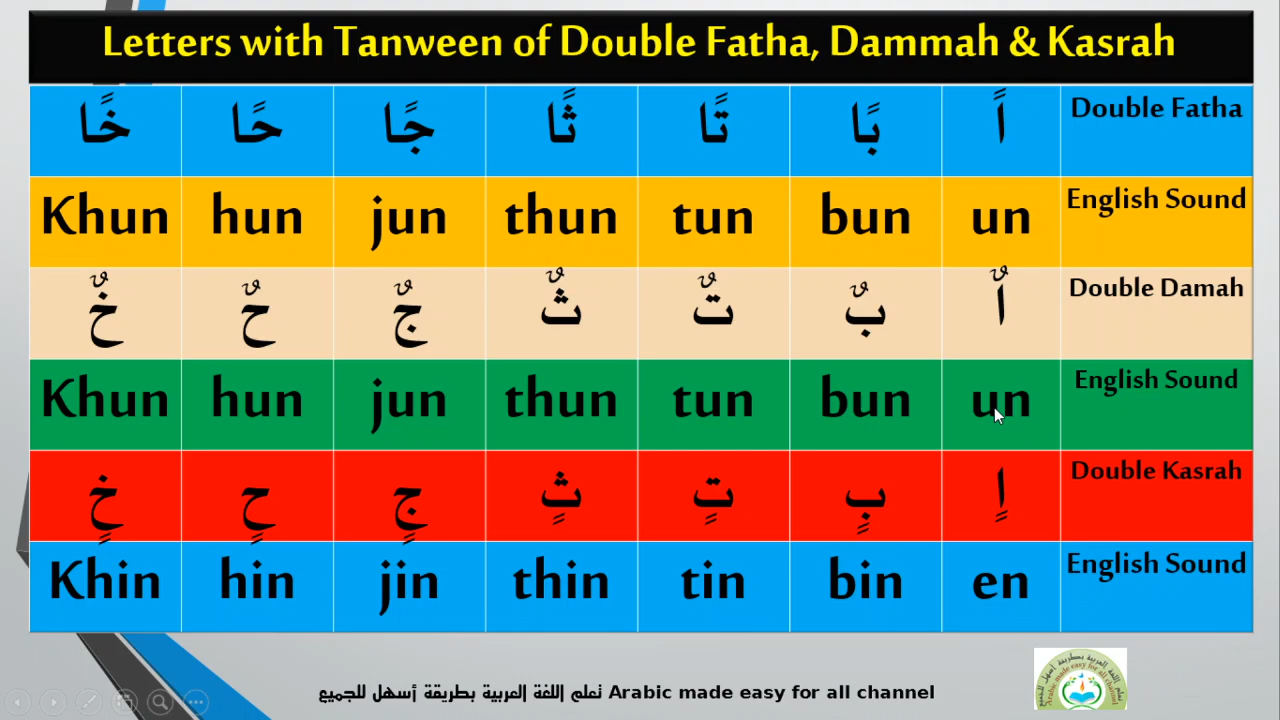 Letters with Tanween of Double Fatha, Dammah & Kasrah
Double Fatha اً بًا تًا ثًا جًا حًا خًا
English Sound un bun tun thun jun hun Khun
Double Damah اٌ بٌ تٌ ثٌ جٌ حٌ خٌ
English Sound un bun tun thun jun hun Khun
Double Kasrah اٍ بٍ تٍ ثٍ جٍ حٍ خٍ
English Sound en bin tin thin jin hin Khin
تعلم اللغة العربية بطريقة أسهل للجميع Arabic made easy for all channel